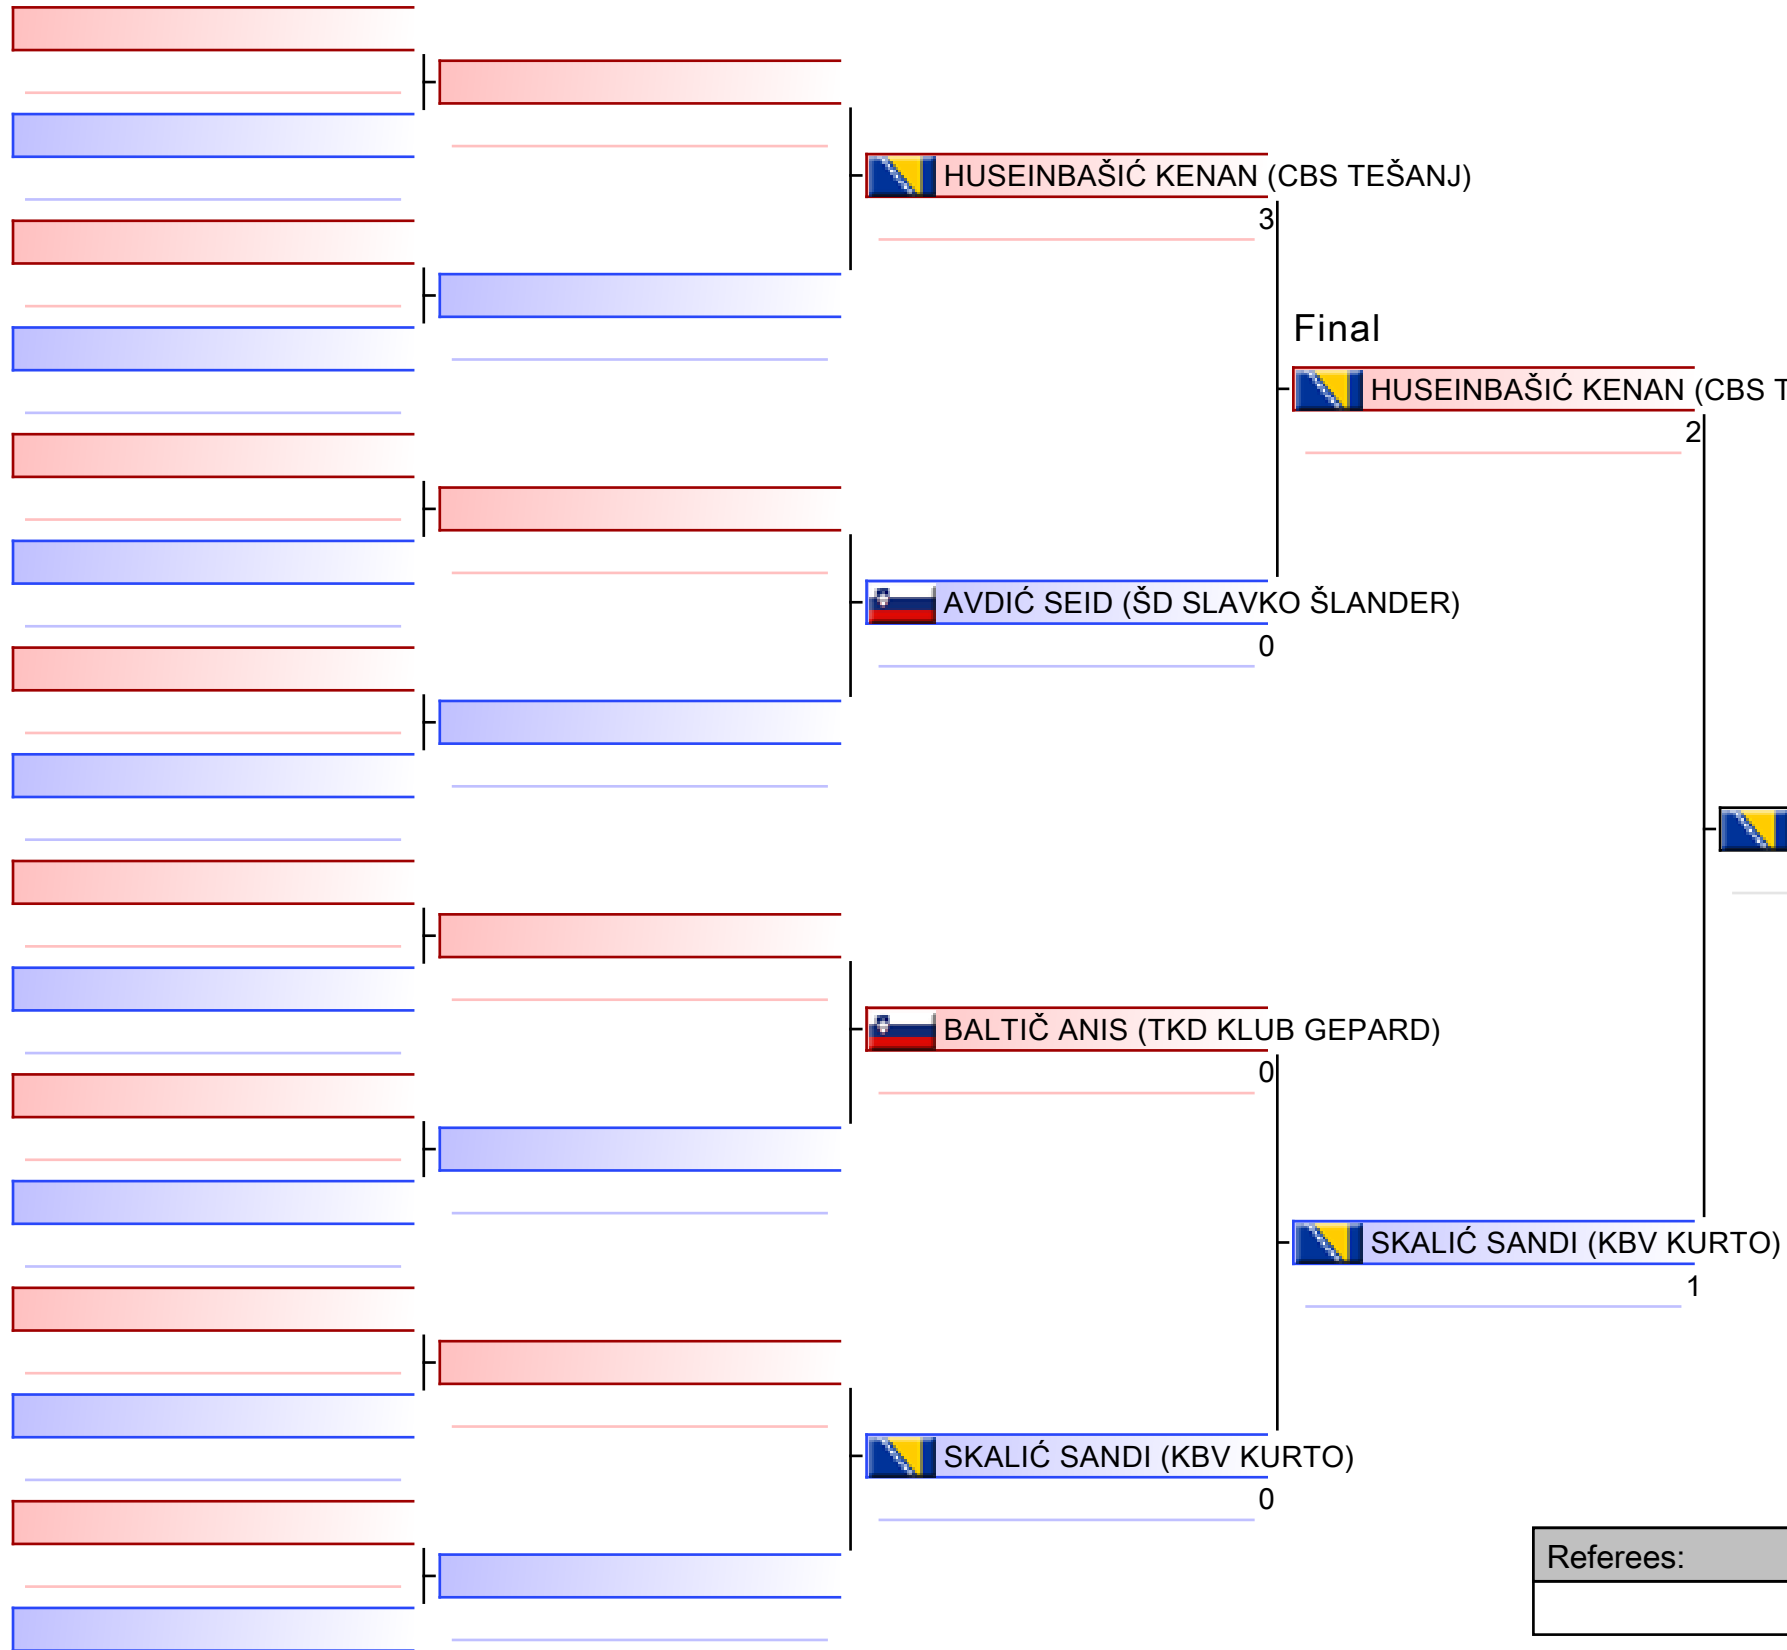 HUSEINBAŠIĆ KENAN (CBS TEŠANJ)
3
Final
HUSEINBAŠIĆ KENAN (CBS T
2
AVDIĆ SEID (ŠD SLAVKO ŠLANDER)
0
BALTIČ ANIS (TKD KLUB GEPARD)
0
SKALIĆ SANDI (KBV KURTO)
1
SKALIĆ SANDI (KBV KURTO)
0
Referees: